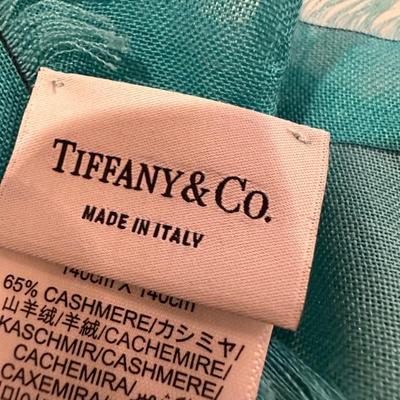 TIFFANY & CO.
MADE IN ITALY
140cm X 140cm
65% CASHMERE/カシミヤ/
山羊绒/羊絨/CACHEMIRE/
KASCHMIR/CASHMERE/
CACHEMIRA/
CAXEMIRA/